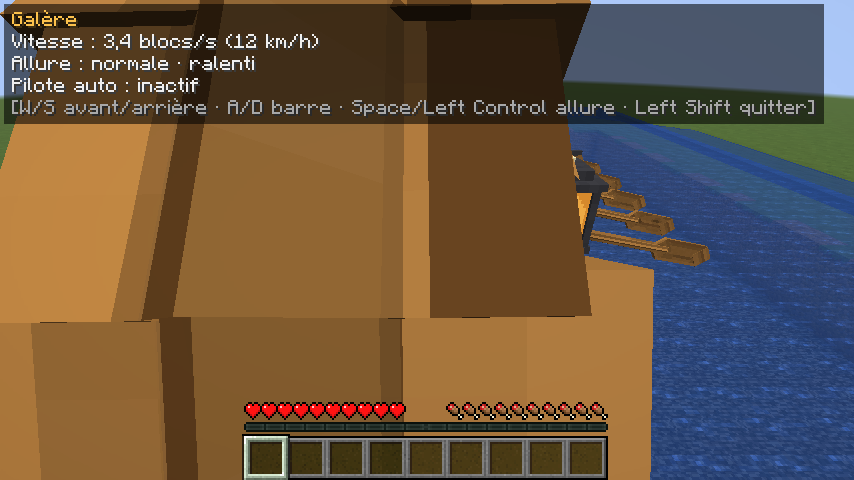 Galère
Vitesse : 3,4 blocs/s (12 km/h)
Allure : normale · ralenti
Pilote auto : inactif
[W/S avant/arrière · A/D barre · Space/Left Control allure · Left Shift quitter]